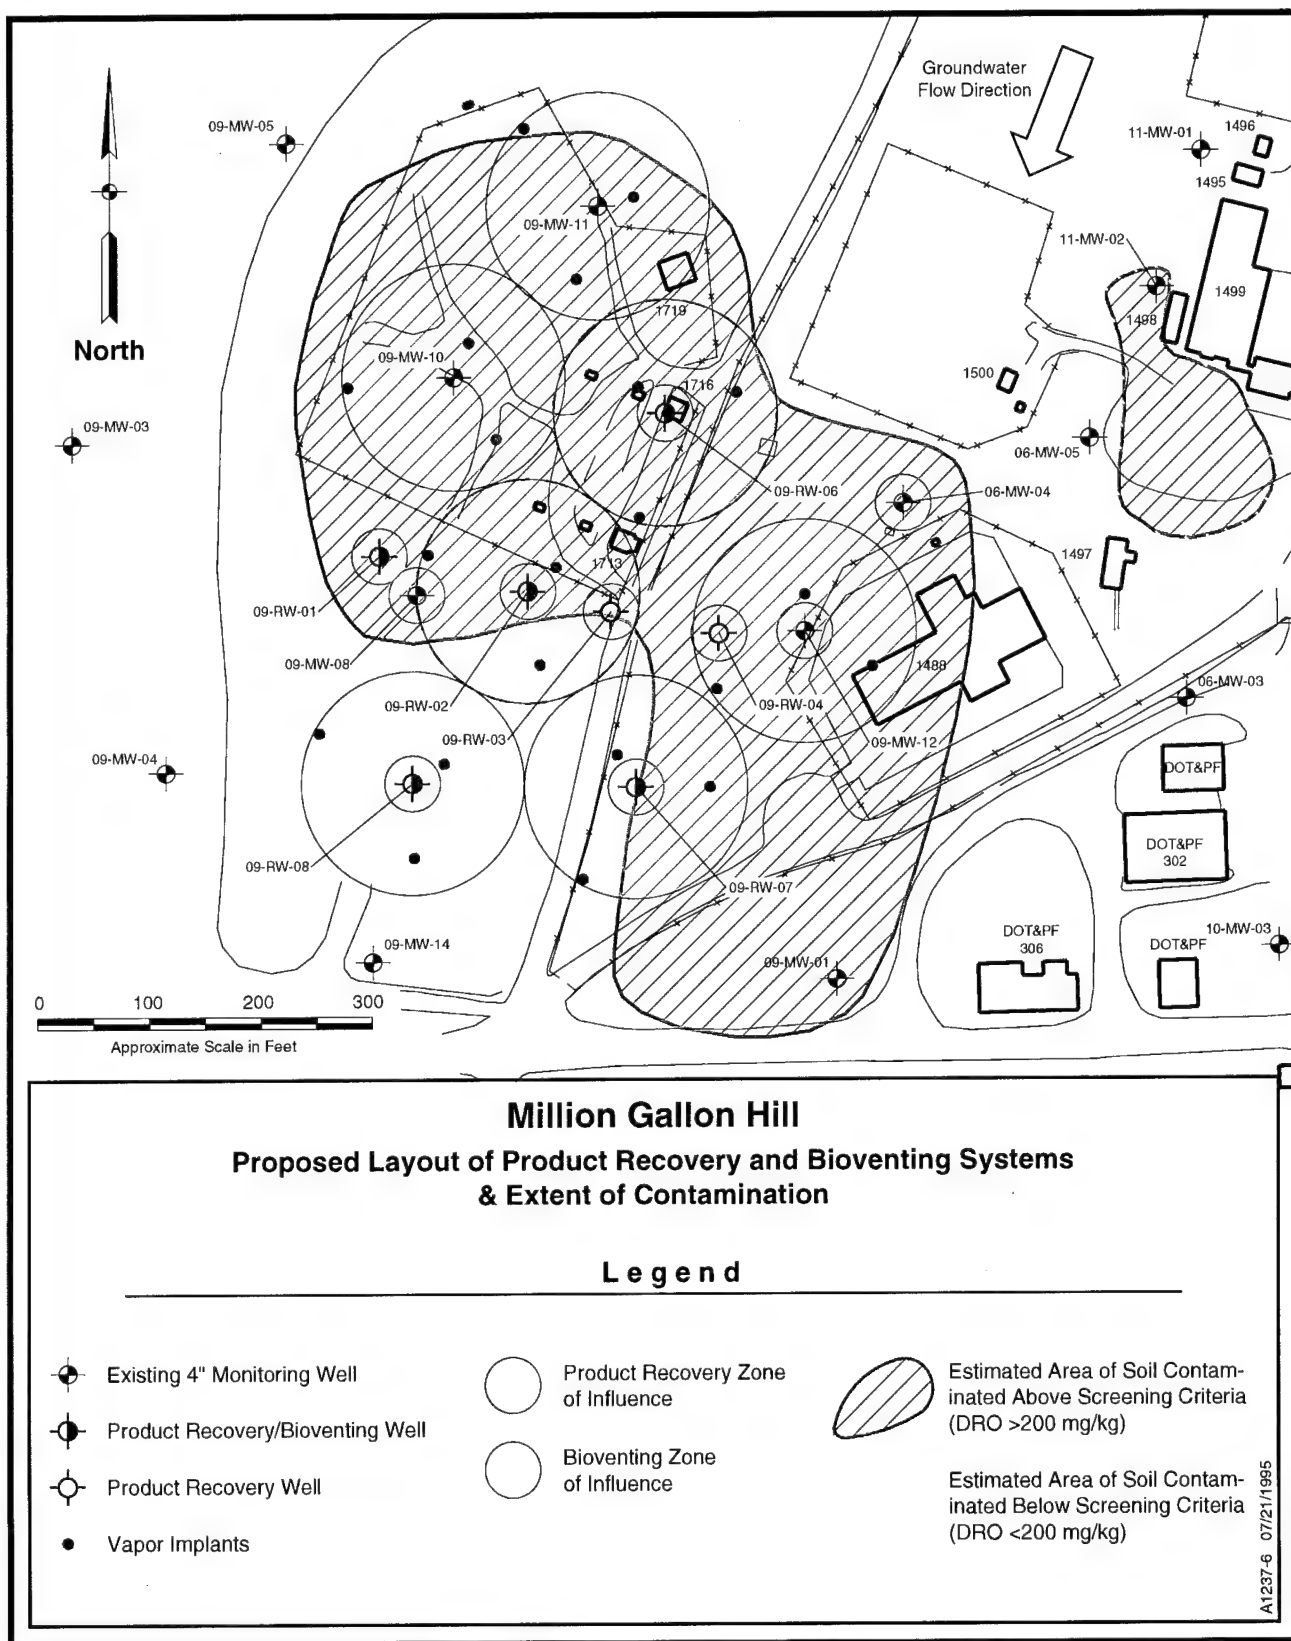 Groundwater
Flow Direction
09-MW-05
11-MW-01
1496
1495
09-MW-11
11-MW-02
1499
1498
1719
North
09-MW-10
1716
1500
09-MW-03
06-MW-05
09-RW-06
06-MW-04
1713
1497
09-RW-01
09-MW-08
1488
06-MW-03
09-RW-02
09-RW-04
09-RW-03
09-MW-12
09-MW-04
DOT&PF
DOT&PF
302
09-RW-08
09-RW-07
09-MW-14
DOT&PF
306
DOT&PF
10-MW-03
09-MW-01
0 100 200 300
Approximate Scale in Feet
Million Gallon Hill
Proposed Layout of Product Recovery and Bioventing Systems
& Extent of Contamination
Legend
Existing 4" Monitoring Well
Product Recovery/Bioventing Well
Product Recovery Well
Vapor Implants
Product Recovery Zone
of Influence
Bioventing Zone
of Influence
Estimated Area of Soil Contam-
inated Above Screening Criteria
(DRO >200 mg/kg)
Estimated Area of Soil Contam-
inated Below Screening Criteria
(DRO <200 mg/kg)
A1237-6 07/21/1995